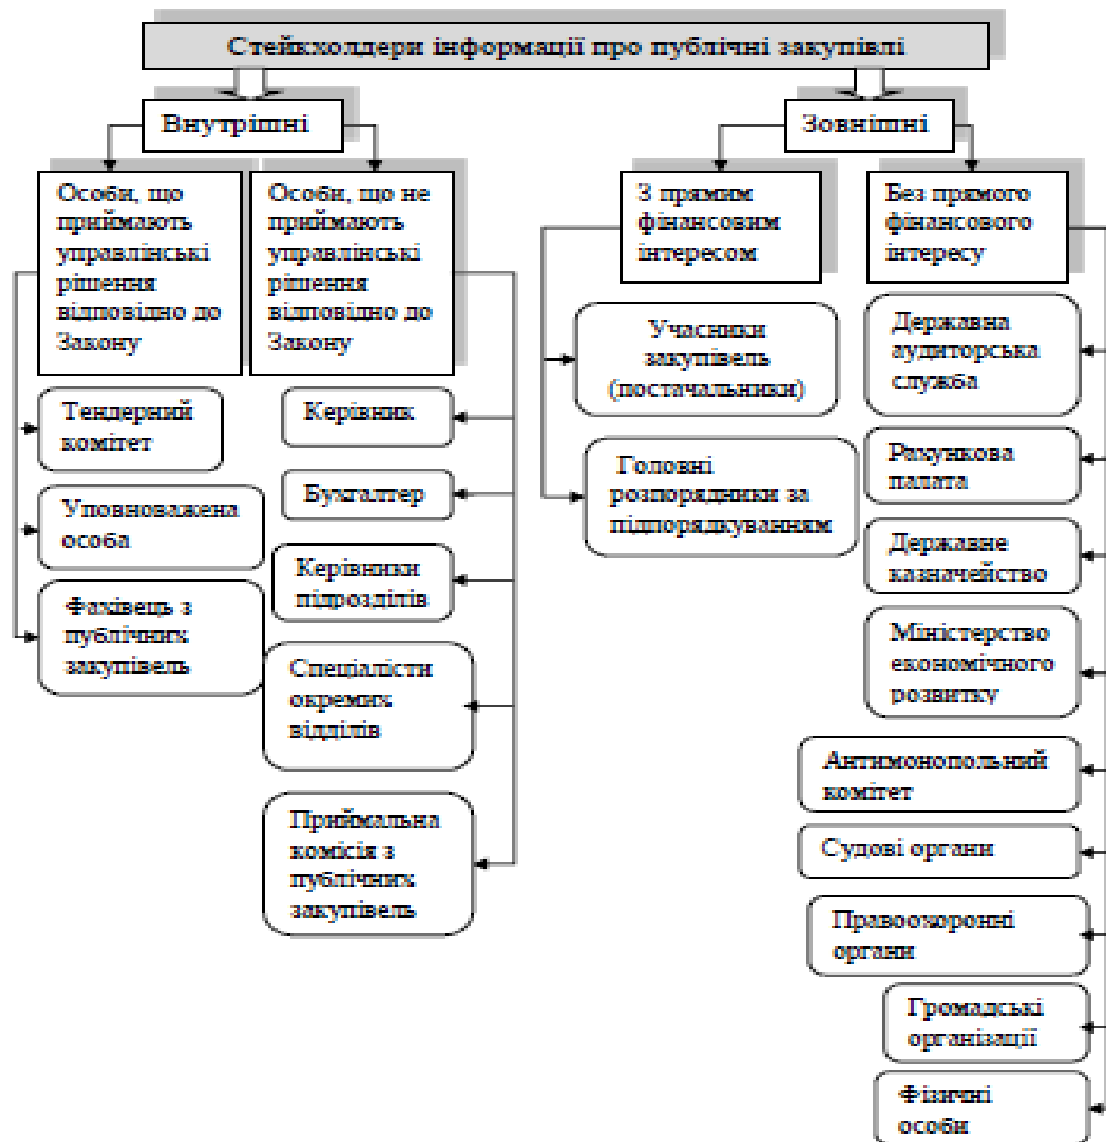 Стейкхолдери інформації про публічні закупівлі
Внутрішні
Зовнішні
Особи, що
приймають
управлінські
рішення
відповідно до
Закону
Особи, що не
приймають
управлінські
рішення
відповідно до
Закону
З прямим
фінансовим
інтересом
Без прямого
фінансового
інтересу
Тендерний
комітет
Уповноважена
особа
Фахівець з
публічних
закупівель
Керівник
Бухгалтер
Керівники
підрозділів
Спеціалісти
окремих
відділів
Приймальна
комісія з
публічних
закупівель
Учасники
закупівель
(постачальники)
Головні
розпорядники за
підпорядкуванням
Державна
аудиторська
служба
Рахункова
палата
Державне
казначейство
Міністерство
економічного
розвитку
Антимонопольний
комітет
Судові органи
Правоохоронні
органи
Громадські
організації
Фізичні
особи